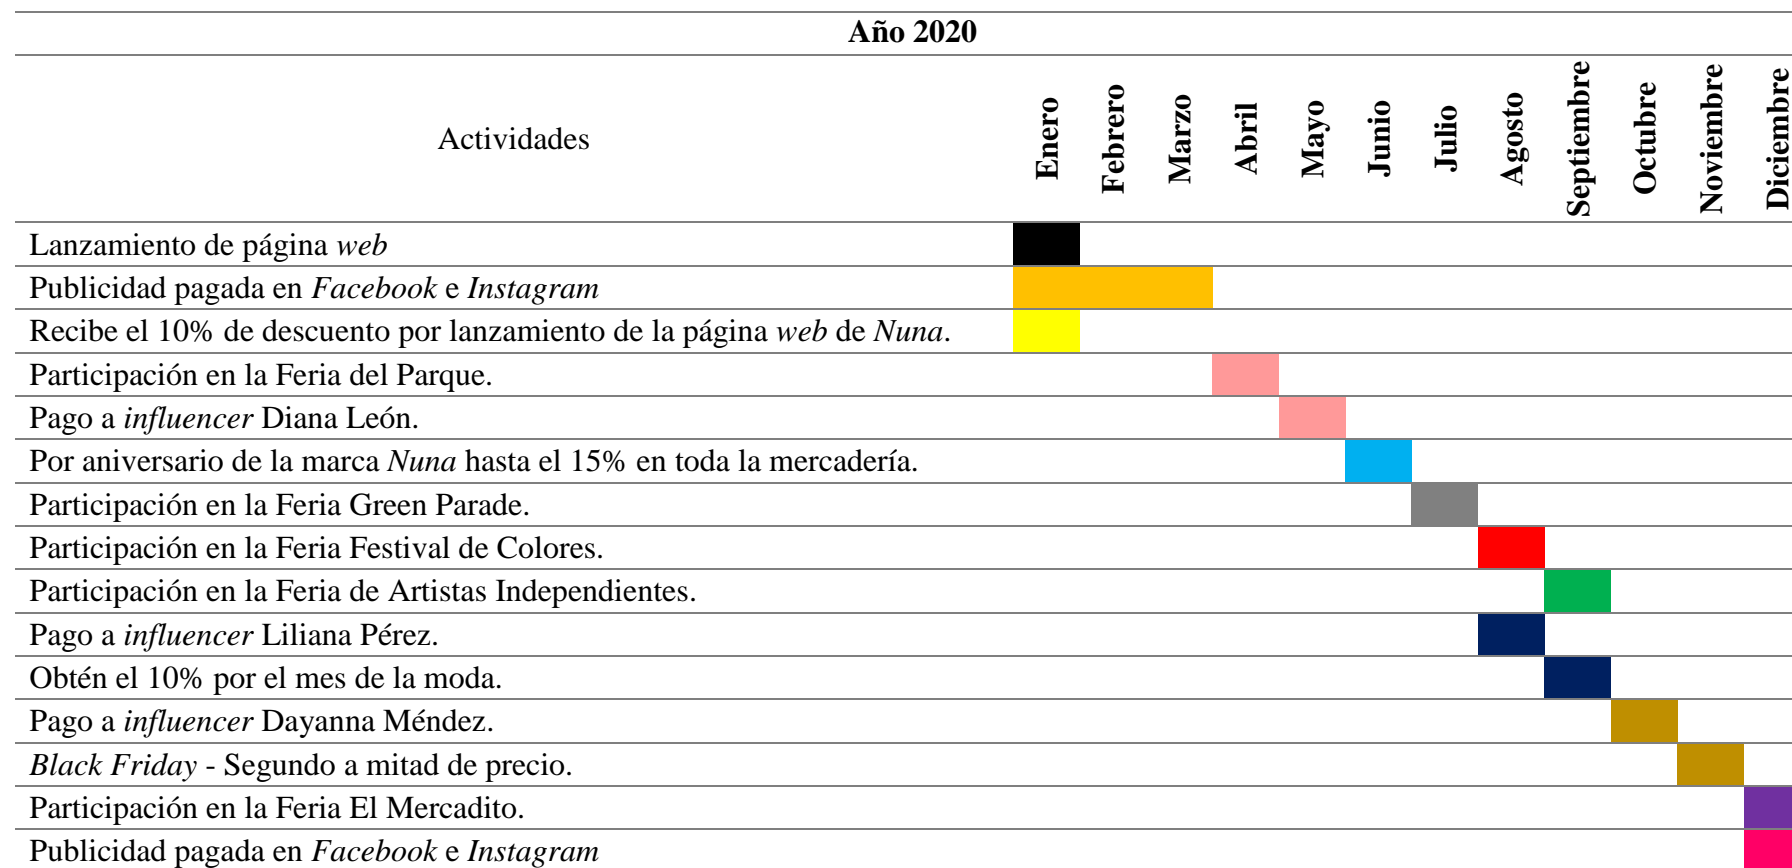 Año 2020
Actividades
Enero
Febrero
Marzo
Abril
Mayo
Junio
Julio
Agosto
Septiembre
Octubre
Noviembre
Diciembre
Lanzamiento de página web
Publicidad pagada en Facebook e Instagram
Recibe el 10% de descuento por lanzamiento de la página web de Nuna.
Participación en la Feria del Parque.
Pago a influencer Diana León.
Por aniversario de la marca Nuna hasta el 15% en toda la mercadería.
Participación en la Feria Green Parade.
Participación en la Feria Festival de Colores.
Participación en la Feria de Artistas Independientes.
Pago a influencer Liliana Pérez.
Obtén el 10% por el mes de la moda.
Pago a influencer Dayanna Méndez.
Black Friday - Segundo a mitad de precio.
Participación en la Feria El Mercadito.
Publicidad pagada en Facebook e Instagram